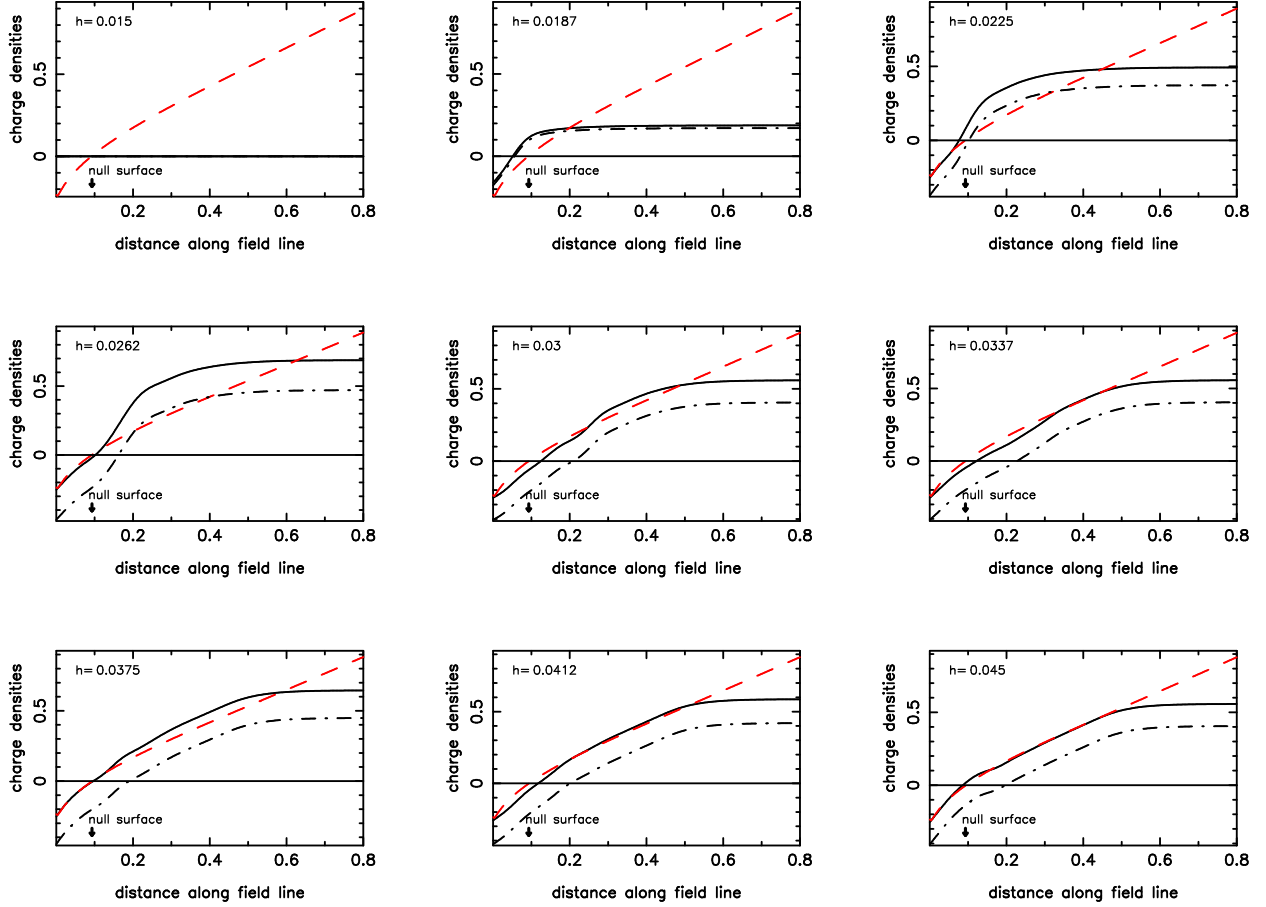 h= 0.015
charge densities
0.5
0
null surface
0.2 0.4 0.6 0.8
distance along field line
h= 0.0187
charge densities
0.5
0
null surface
0.2 0.4 0.6 0.8
distance along field line
h= 0.0225
charge densities
0.5
0
null surface
0.2 0.4 0.6 0.8
distance along field line
h= 0.0262
charge densities
0.5
0
null surface
0.2 0.4 0.6 0.8
distance along field line
h= 0.03
charge densities
0.5
0
null surface
0.2 0.4 0.6 0.8
distance along field line
h= 0.0337
charge densities
0.5
0
null surface
0.2 0.4 0.6 0.8
distance along field line
h= 0.0375
charge densities
0.5
0
null surface
0.2 0.4 0.6 0.8
distance along field line
h= 0.0412
charge densities
0.5
0
null surface
0.2 0.4 0.6 0.8
distance along field line
h= 0.045
charge densities
0.5
0
null surface
0.2 0.4 0.6 0.8
distance along field line